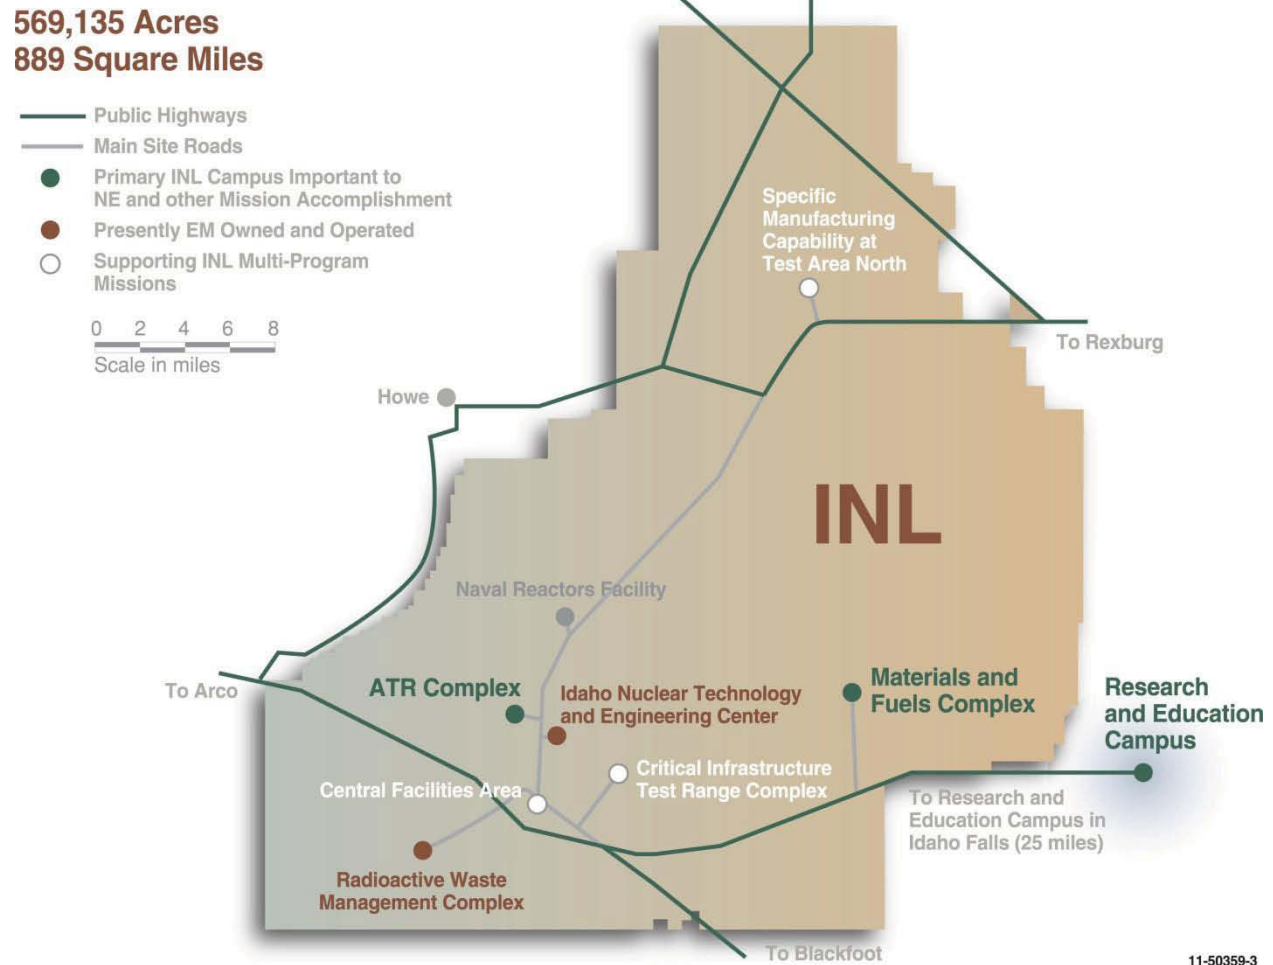 569,135 Acres
889 Square Miles
Public Highways
Main Site Roads
Primary INL Campus Important to
NE and other Mission Accomplishment
Presently EM Owned and Operated
Supporting INL Multi-Program
Missions
0 2 4 6 8
Scale in miles
Specific
Manufacturing
Capability at
Test Area North
To Rexburg
Howe
INL
Naval Reactors Facility
To Arco
ATR Complex
Idaho Nuclear Technology
and Engineering Center
Materials and
Fuels Complex
Research
and Education
Campus
Central Facilities Area
Critical Infrastructure
Test Range Complex
To Research and
Education Campus in
Idaho Falls (25 miles)
Radioactive Waste
Management Complex
To Blackfoot
11-50359-3